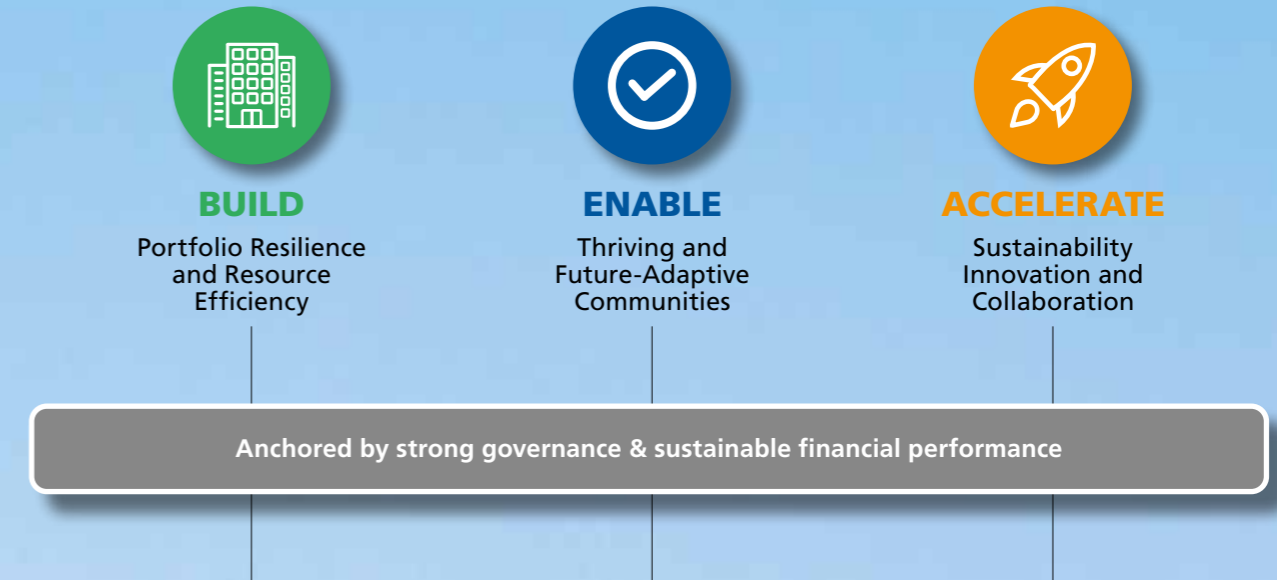 BUILD
Portfolio Resilience
and Resource
Efficiency
ENABLE
Thriving and
Future-Adaptive
Communities
ACCELERATE
Sustainability
Innovation and
Collaboration
Anchored by strong governance & sustainable financial performance